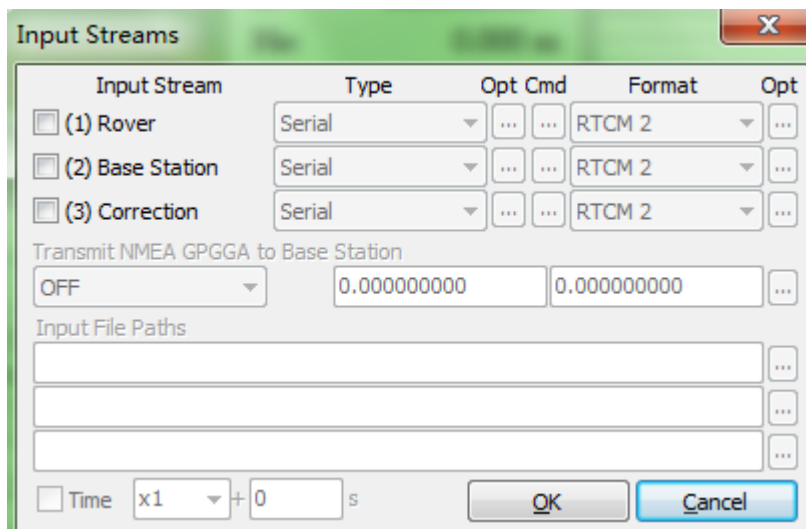 Input Streams
Input Stream Type Opt Cmd Format Opt
(1) Rover Serial ... ... RTCM 2 ...
(2) Base Station Serial ... ... RTCM 2 ...
(3) Correction Serial ... ... RTCM 2 ...
Transmit NMEA GPGGA to Base Station
OFF 0.000000000 0.000000000 ...
Input File Paths
...
...
...
Time x1 + 0 s OK Cancel